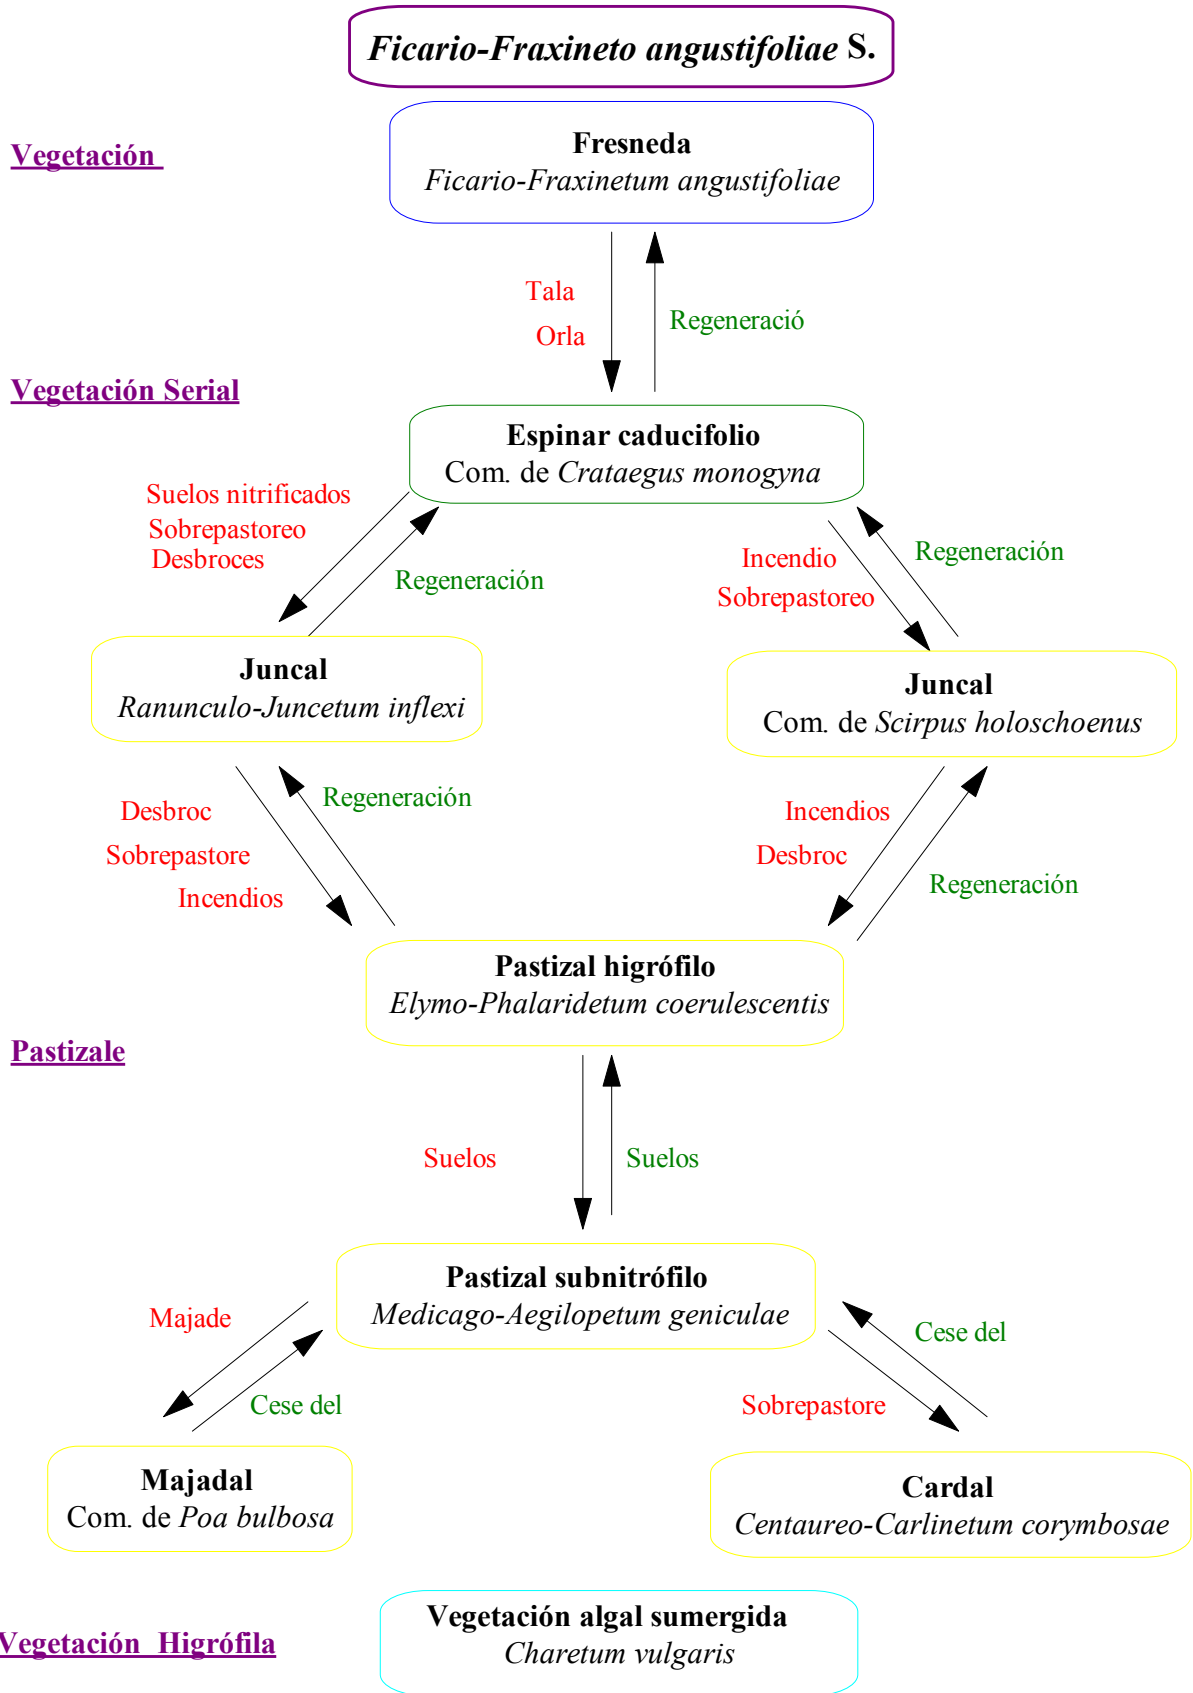 Ficario-Fraxineto angustifoliae S.
Vegetación
Fresneda
Ficario-Fraxinetum angustifoliae
Tala
Orla
Regeneració
Vegetación Serial
Espinar caducifolio
Com. de Crataegus monogyna
Suelos nitrificados
Sobrepastoreo
Desbroces
Regeneración
Incendio
Sobrepastoreo
Regeneración
Juncal
Ranunculo-Juncetum inflexi
Juncal
Com. de Scirpus holoschoenus
Desbroc
Sobrepastore
Incendios
Regeneración
Incendios
Desbroc
Regeneración
Pastizal higrófilo
Elymo-Phalaridetum coerulescentis
Pastizale
Suelos
Suelos
Pastizal subnitrófilo
Medicago-Aegilopetum geniculae
Majade
Cese del
Cese del
Sobrepastore
Majadal
Com. de Poa bulbosa
Cardal
Centaureo-Carlinetum corymbosae
Vegetación Higrófila
Vegetación algal sumergida
Charetum vulgaris